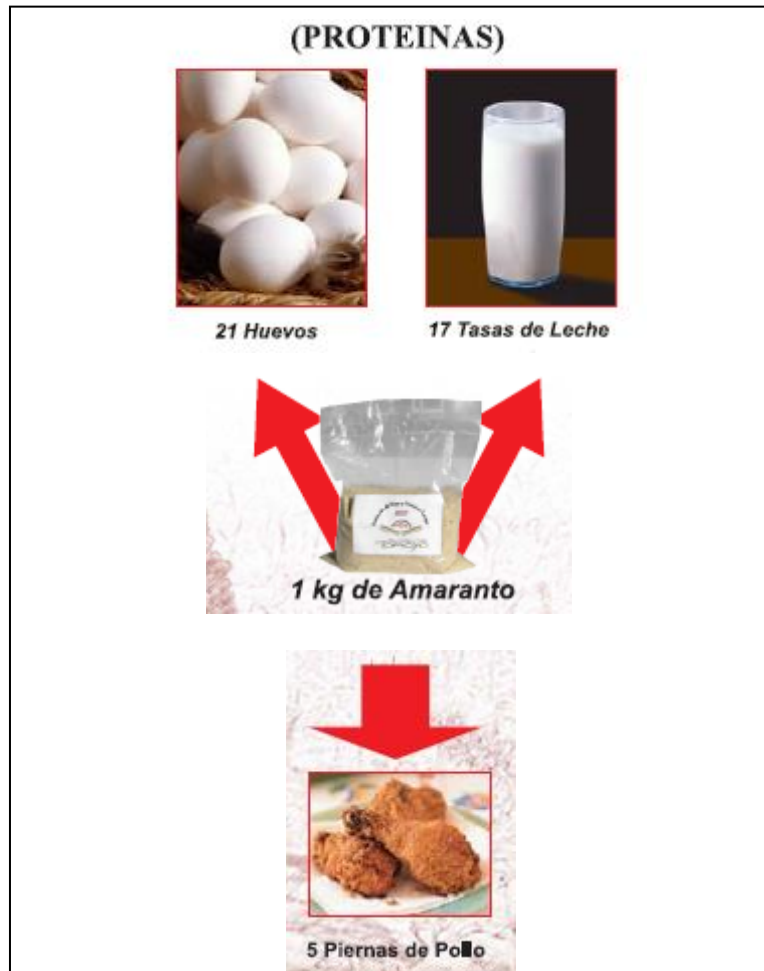 (PROTEINAS)
21 Huevos
17 Tasas de Leche
1 kg de Amaranto
5 Piernas de Pollo